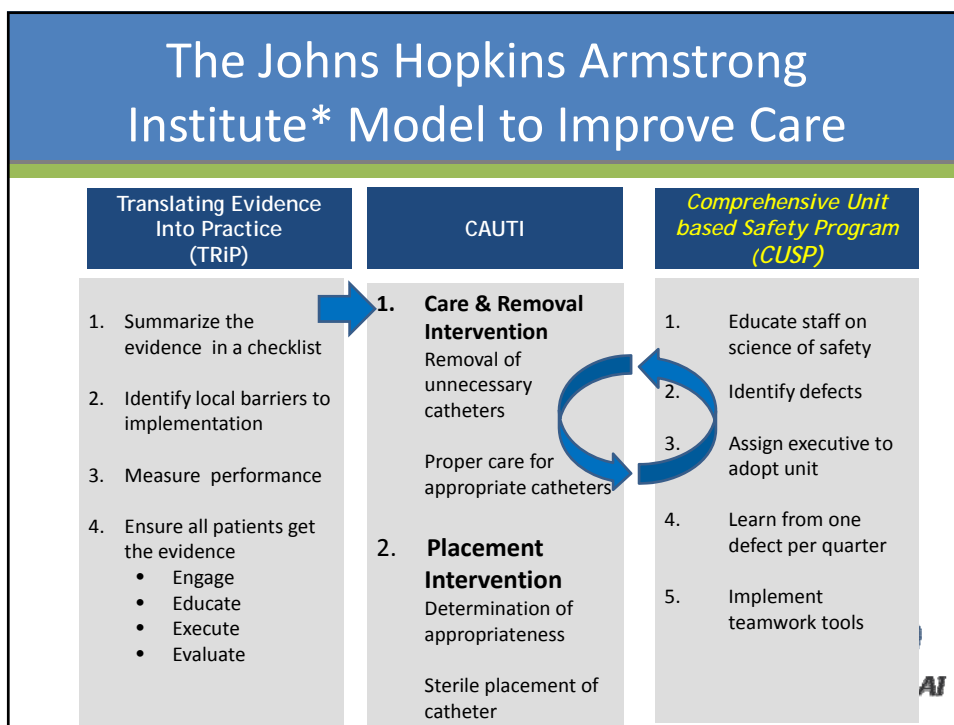 The Johns Hopkins Armstrong
Institute* Model to Improve Care
Translating Evidence
Into Practice
(TRiP)
1. Summarize the
evidence in a checklist
2. Identify local barriers to
implementation
3. Measure performance
4. Ensure all patients get
the evidence
• Engage
• Educate
• Execute
• Evaluate
CAUTI
1. Care & Removal
Intervention
Removal of
unnecessary
catheters
Proper care for
appropriate catheters
2. Placement
Intervention
Determination of
appropriateness
Sterile placement of
catheter
Comprehensive Unit
based Safety Program
(CUSP)
1. Educate staff on
science of safety
2. Identify defects
3. Assign executive to
adopt unit
4. Learn from one
defect per quarter
5. Implement
teamwork tools
AI